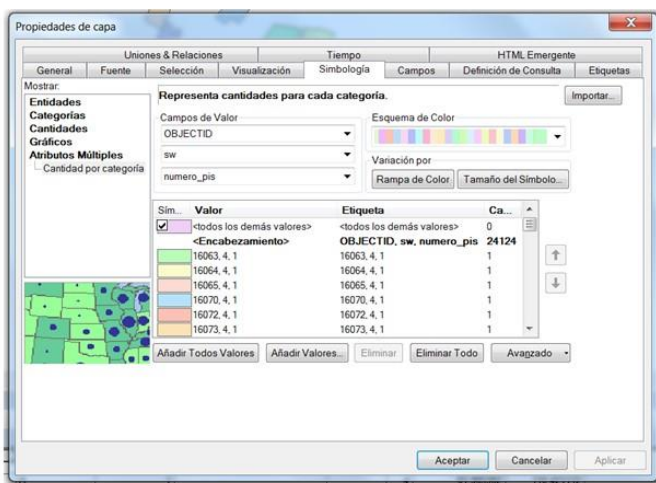 Propiedades de capa
Uniones & Relaciones Tiempo HTML Emergente
General Fuente Selección Visualización Simbología Campos Definición de Consulta Etiquetas
Mostrar:
Entidades
Categorías
Cantidades
Gráficos
Atributos Múltiples
Cantidad por categoría
Representa cantidades para cada categoría.
Importar...
Campos de Valor
OBJECTID
sw
numero_pis
Esquema de Color
Variación por
Rampa de Color Tamaño del Símbolo...
Sím... Valor Etiqueta Ca...
<todos los demás valores> <todos los demás valores> 0
<Encabezamiento> OBJECTID, sw, numero_pis 24124
16063, 4, 1 16063, 4, 1 1
16064, 4, 1 16064, 4, 1 1
16065, 4, 1 16065, 4, 1 1
16070, 4, 1 16070, 4, 1 1
16072, 4, 1 16072, 4, 1 1
16073, 4, 1 16073, 4, 1 1
Añadir Todos Valores Añadir Valores... Eliminar Eliminar Todo Avanzado
Aceptar Cancelar Aplicar